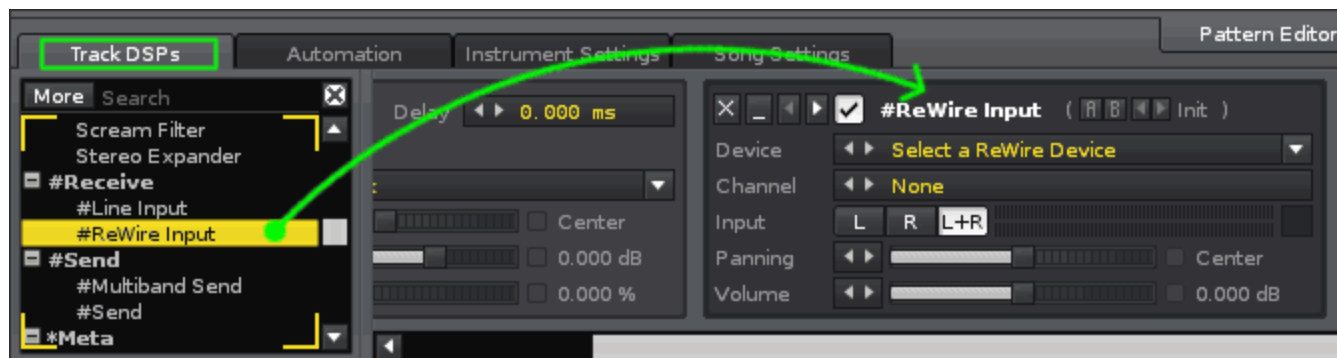 Pattern Editor
Track DSPs Automation Instrument Settings Song Settings
More Search
Scream Filter
Stereo Expander
#Receive
#Line Input
#ReWire Input
#Send
#Multiband Send
#Send
*Meta
Delay 0.000 ms
Center
0.000 dB
0.000 %
#ReWire Input ( A B Init )
Device Select a ReWire Device
Channel None
Input L R L+R
Panning Center
Volume 0.000 dB